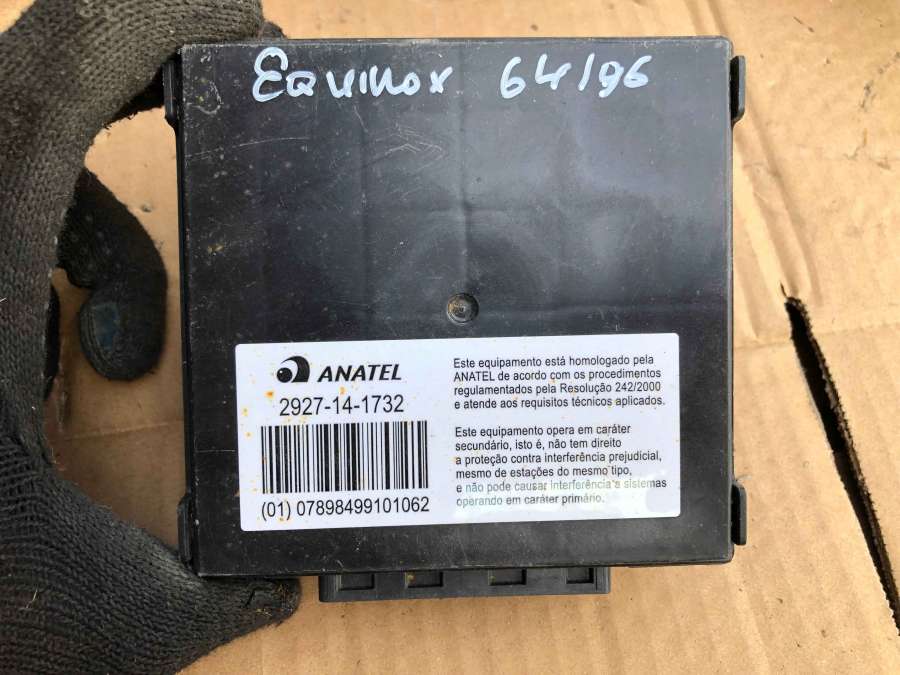 Equinox 64/96
ANATEL
2927-14-1732
(01) 07898499101062
Este equipamento está homologado pela
ANATEL de acordo com os procedimentos
regulamentados pela Resolução 242/2000
e atende aos requisitos técnicos aplicados.
Este equipamento opera em caráter
secundário, isto é, não tem direito
a proteção contra interferência prejudicial,
mesmo de estações do mesmo tipo,
e não pode causar interferência a sistemas
operando em caráter primário.